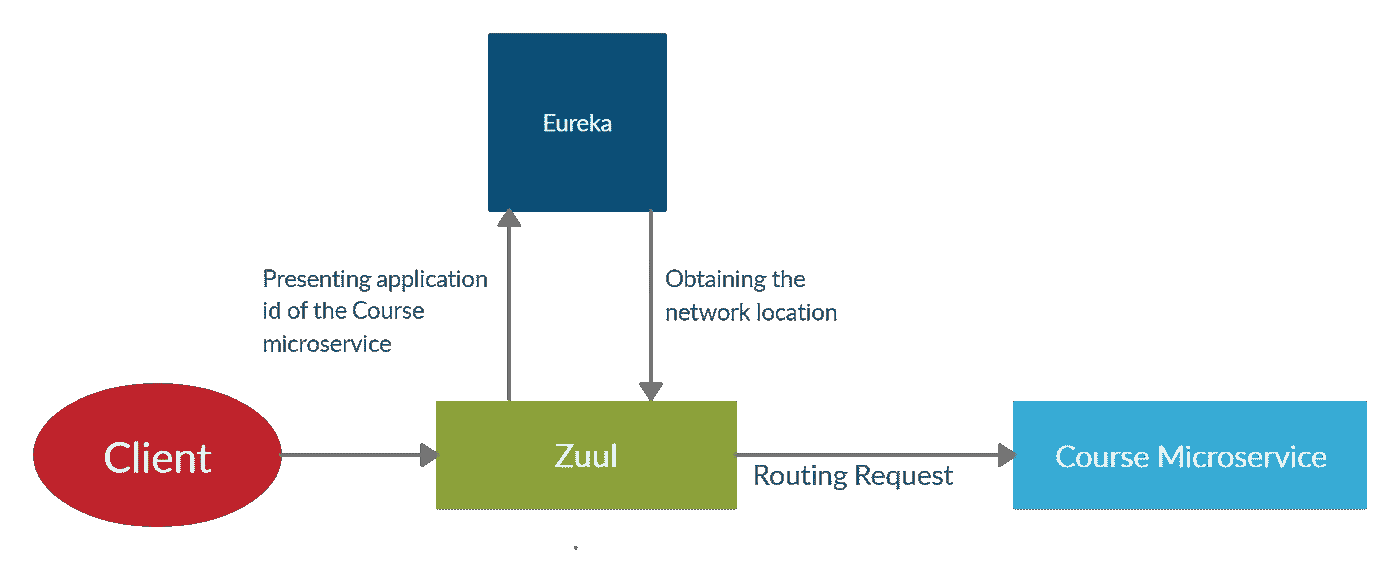 Eureka
Presenting application
id of the Course
microservice
Obtaining the
network location
Client
Zuul
Routing Request
Course Microservice